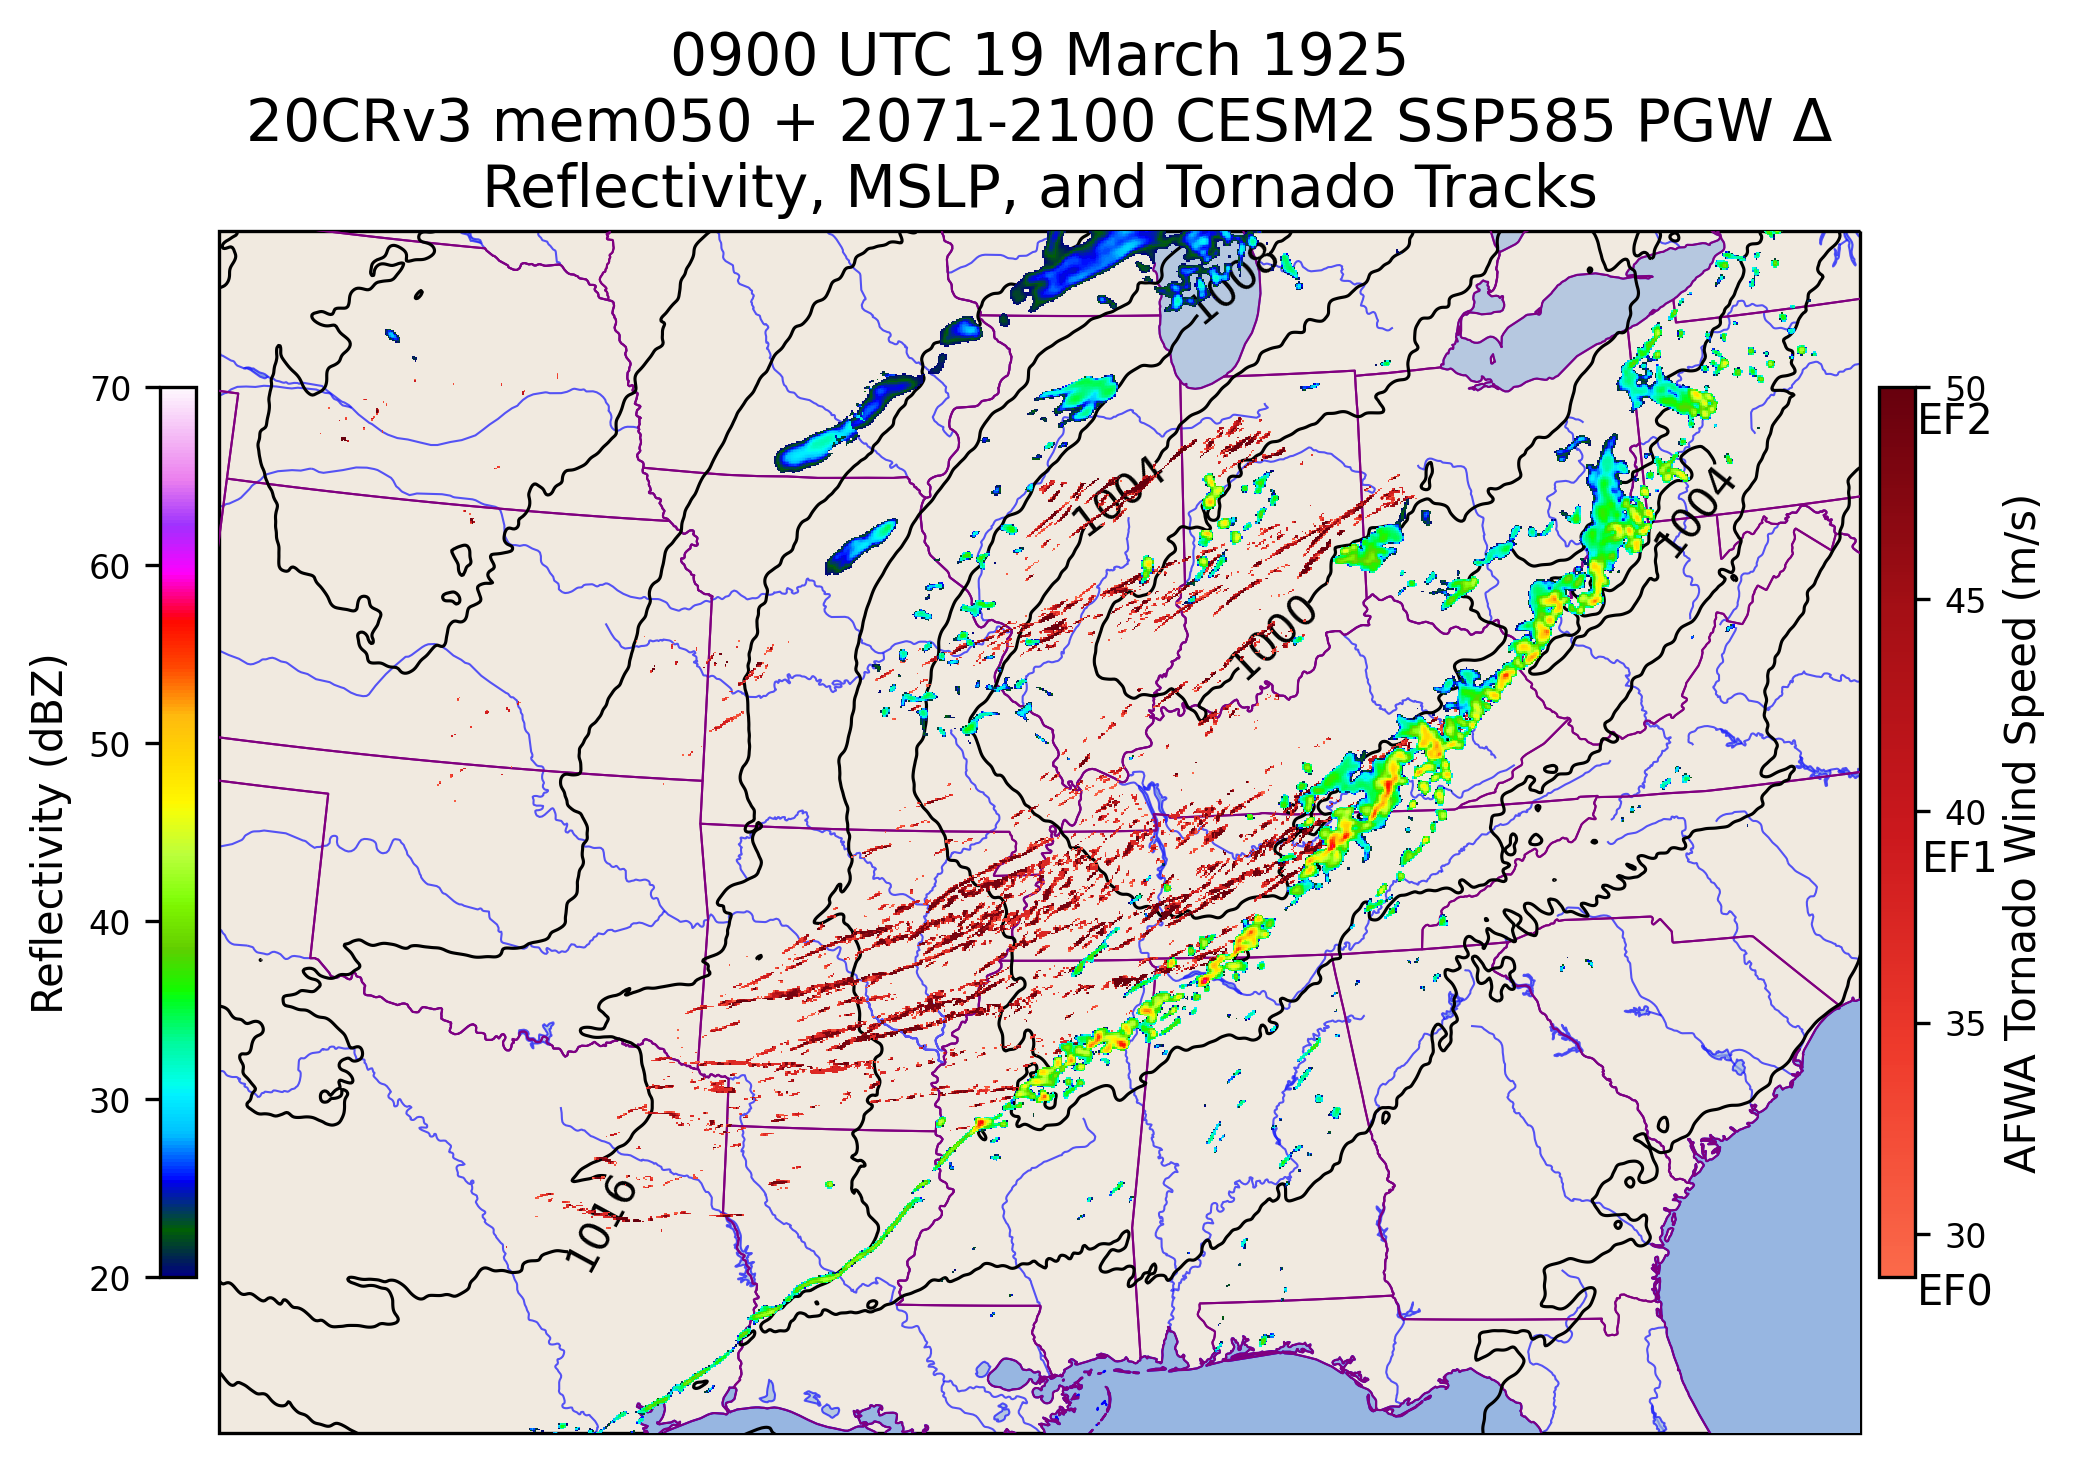 0900 UTC 19 March 1925
20CRv3 mem050 + 2071-2100 CESM2 SSP585 PGW Δ
Reflectivity, MSLP, and Tornado Tracks
Reflectivity (dBZ)
70
60
50
40
30
20
1008
1004
1004
1000
1016
50
EF2
45
40
EF1
35
30
EF0
AFWA Tornado Wind Speed (m/s)